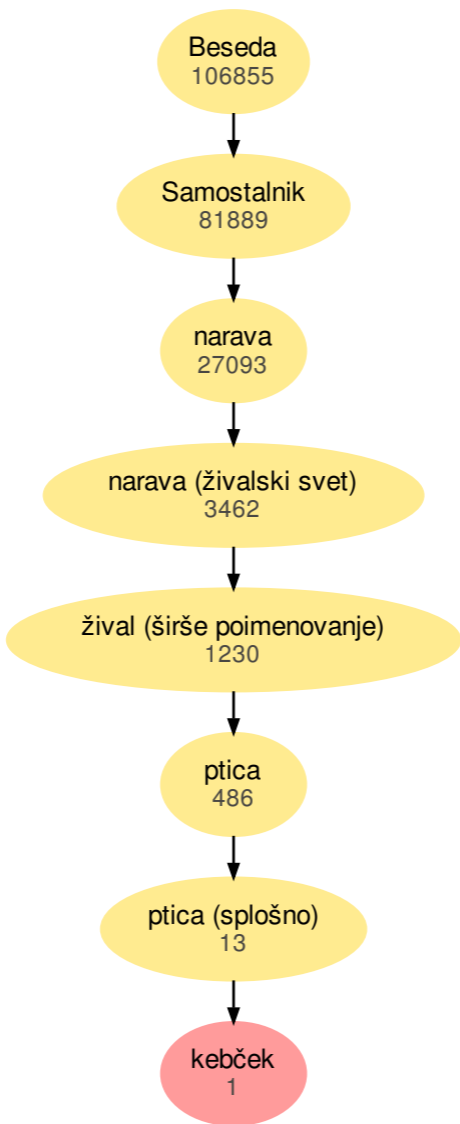 Beseda
106855
Samostalnik
81889
narava
27093
narava (živalski svet)
3462
žival (širše poimenovanje)
1230
ptica
486
ptica (splošno)
13
kebček
1